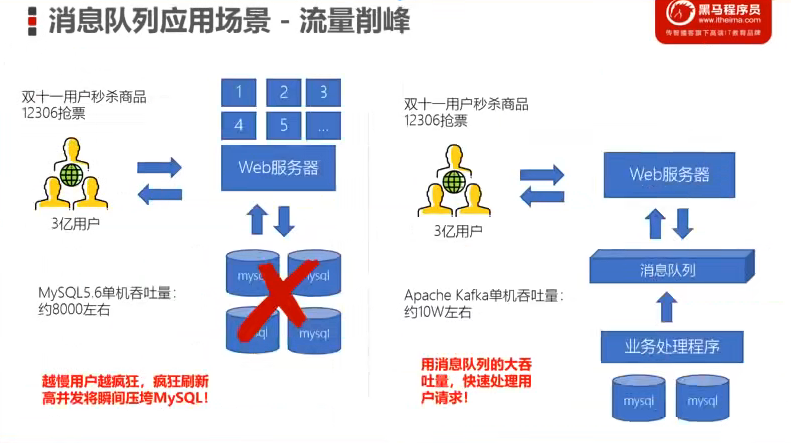 消息队列应用场景 - 流量削峰
黑马程序员
www.itheima.com
传智播客旗下高端IT教育品牌
双十一用户秒杀商品
12306抢票
3亿用户
1
2
3
4
5
...
Web服务器
mysql
mysql
mysql
mysql
MySQL5.6单机吞吐量：
约8000左右
越慢用户越疯狂，疯狂刷新
高并发将瞬间压垮MySQL！
双十一用户秒杀商品
12306抢票
3亿用户
Web服务器
消息队列
Apache Kafka单机吞吐量：
约10W左右
业务处理程序
用消息队列的大吞
吐量，快速处理用
户请求！
mysql
mysql